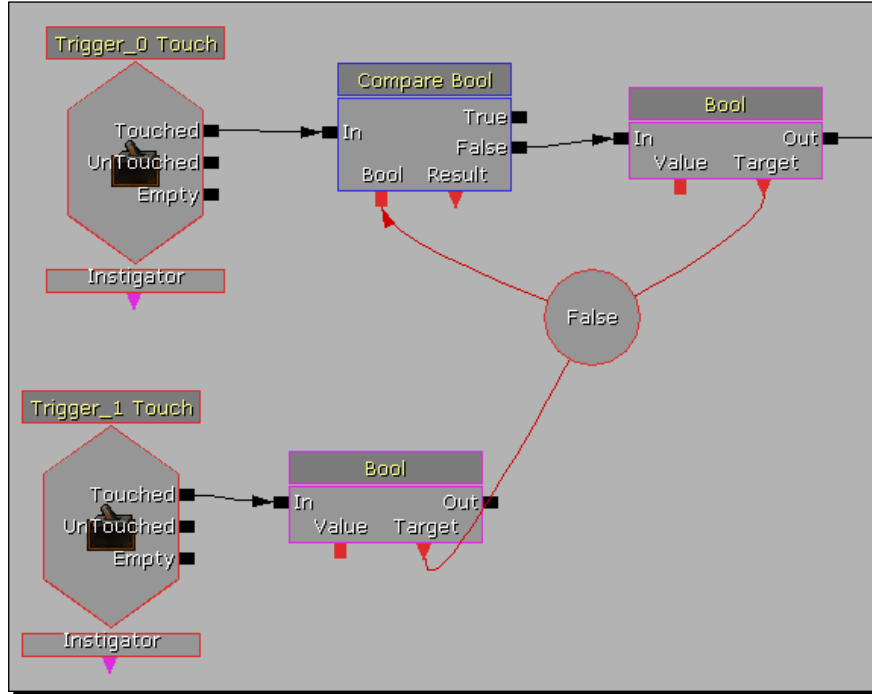 Trigger_0 Touch
Touched
UnTouched
Empty
Instigator
Compare Bool
In
True
False
Bool
Result
Bool
In
Out
Value
Target
False
Trigger_1 Touch
Touched
UnTouched
Empty
Instigator
Bool
In
Out
Value
Target